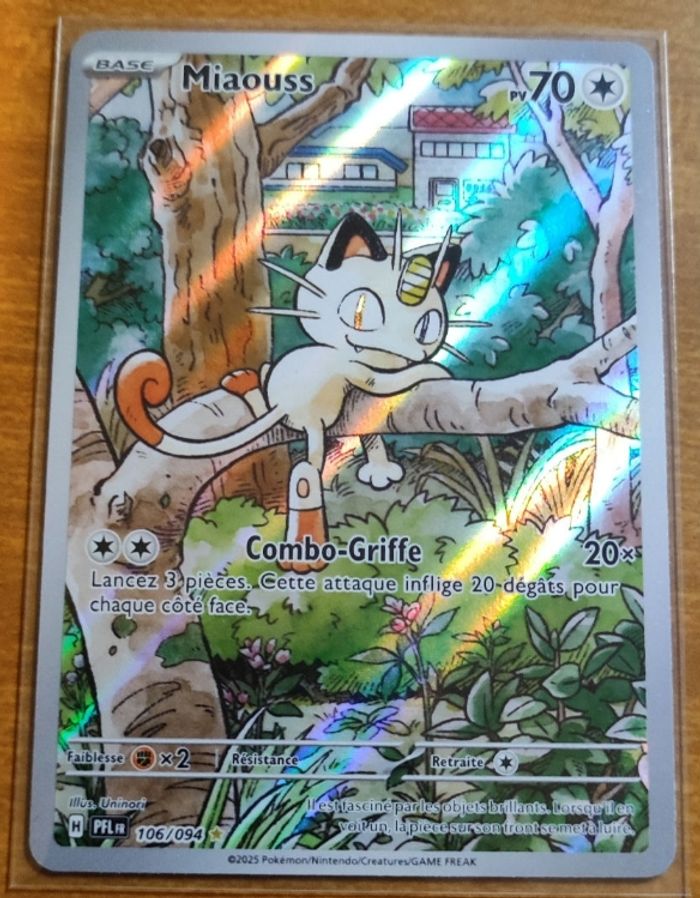 BASE Miaouss PV 70
Combo-Griffe 20×
Lancez 3 pièces. Cette attaque inflige 20 dégâts pour
chaque côté face.
Faiblesse ×2 Résistance Retraite
Illus. Uninori
Il est fasciné par les objets brillants. Lorsqu'il en
voit un, la pièce sur son front se met à luire.
H PFL FR 106/094
©2025 Pokémon/Nintendo/Creatures/GAME FREAK